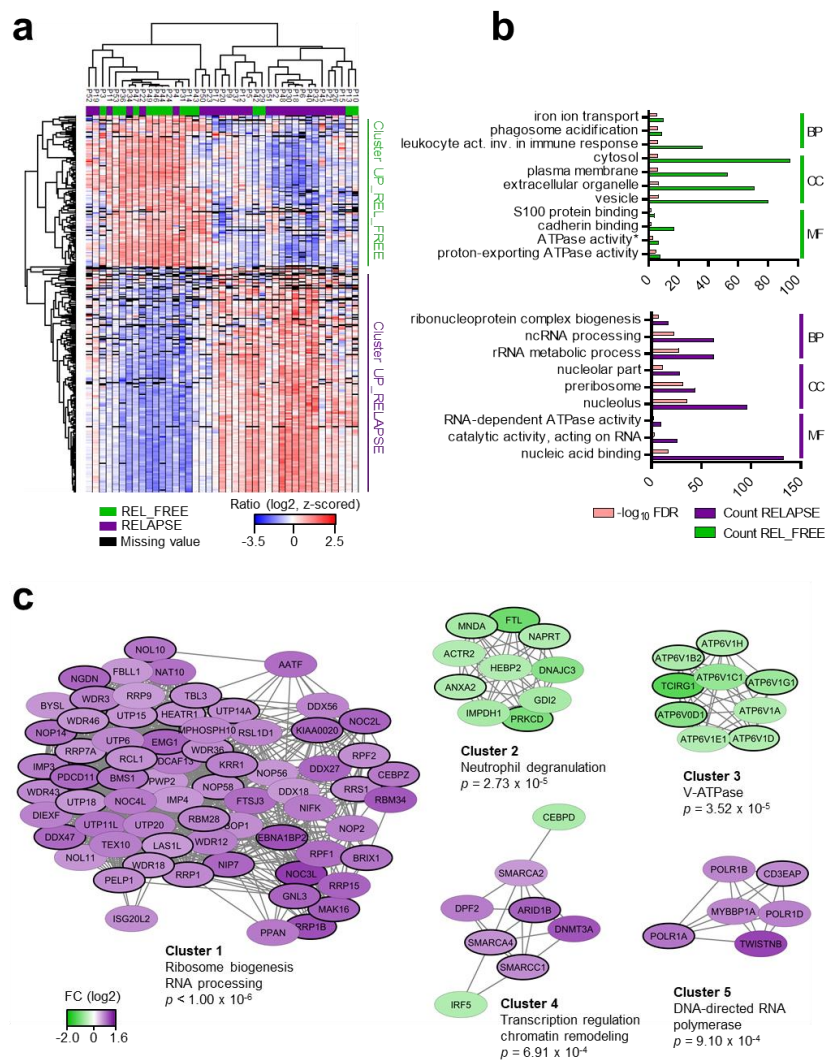 a
b
Cluster UP_REL_FREE
Cluster UP_RELAPSE
REL_FREE
RELAPSE
Missing value
Ratio (log2, z-scored)
-3.5 0 2.5
iron ion transport
phagosome acidification
leukocyte act. inv. in immune response
cytosol
plasma membrane
extracellular organelle
vesicle
S100 protein binding
cadherin binding
ATPase activity*
proton-exporting ATPase activity
BP
CC
MF
0 20 40 60 80 100
ribonucleoprotein complex biogenesis
ncRNA processing
rRNA metabolic process
nucleolar part
preribosome
nucleolus
RNA-dependent ATPase activity
catalytic activity, acting on RNA
nucleic acid binding
BP
CC
MF
0 50 100 150
-log10 FDR
Count RELAPSE
Count REL_FREE
c
NOL10
FBLL1 NAT10
AATF
NGDN
WDR3 RRP9 TBL3
DDX56
BYSL
WDR46 UTP15 HEATR1 UTP14A
NOC2L
NOP14 UTP6 MPHOSPH10 RSL1D1 KIAA0020
RRP7A EMG1 WDR36
RPF2
IMP3 RCL1 DCAF13 KRR1 DDX27 CEBPZ
PDCD11 BMS1 PWP2 NOP56
WDR43 NOP58 DDX18 RRS1 RBM34
UTP18 NOC4L IMP4 FTSJ3 NIFK
DIEXF
UTP11L UTP20 RBM28 BOP1 EBNA1BP2 NOP2
DDX47 TEX10 LAS1L WDR12
NOL11 WDR18 NIP7 RPF1 BRIX1
PELP1 RRP1 NOC3L RRP15
GNL3 MAK16
ISG20L2
PPAN RRP1B
Cluster 1
Ribosome biogenesis
RNA processing
p < 1.00 x 10-6
FC (log2)
-2.0 0 1.6
MNDA FTL NAPRT
ACTR2 HEBP2 DNAJC3
ANXA2 GDI2
IMPDH1 PRKCD
Cluster 2
Neutrophil degranulation
p = 2.73 x 10-5
ATP6V1H
ATP6V1B2
TCIRG1 ATP6V1C1 ATP6V1G1
ATP6V0D1 ATP6V1A
ATP6V1E1 ATP6V1D
Cluster 3
V-ATPase
p = 3.52 x 10-5
CEBPD
SMARCA2
DPF2 ARID1B
SMARCA4 DNMT3A
SMARCC1
IRF5
Cluster 4
Transcription regulation
chromatin remodeling
p = 6.91 x 10-4
POLR1B CD3EAP
MYBBP1A POLR1D
POLR1A
TWISTNB
Cluster 5
DNA-directed RNA
polymerase
p = 9.10 x 10-4